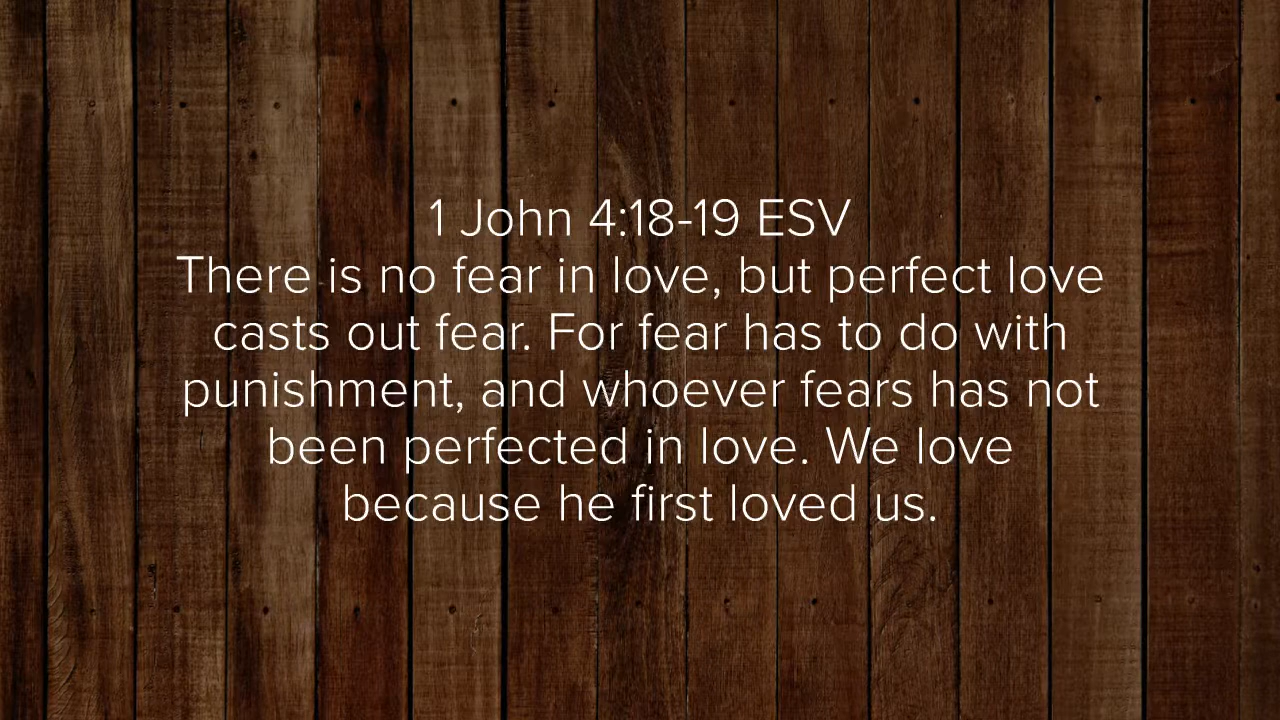 1 John 4:18-19 ESV
There is no fear in love, but perfect love
casts out fear. For fear has to do with
punishment, and whoever fears has not
been perfected in love. We love
because he first loved us.